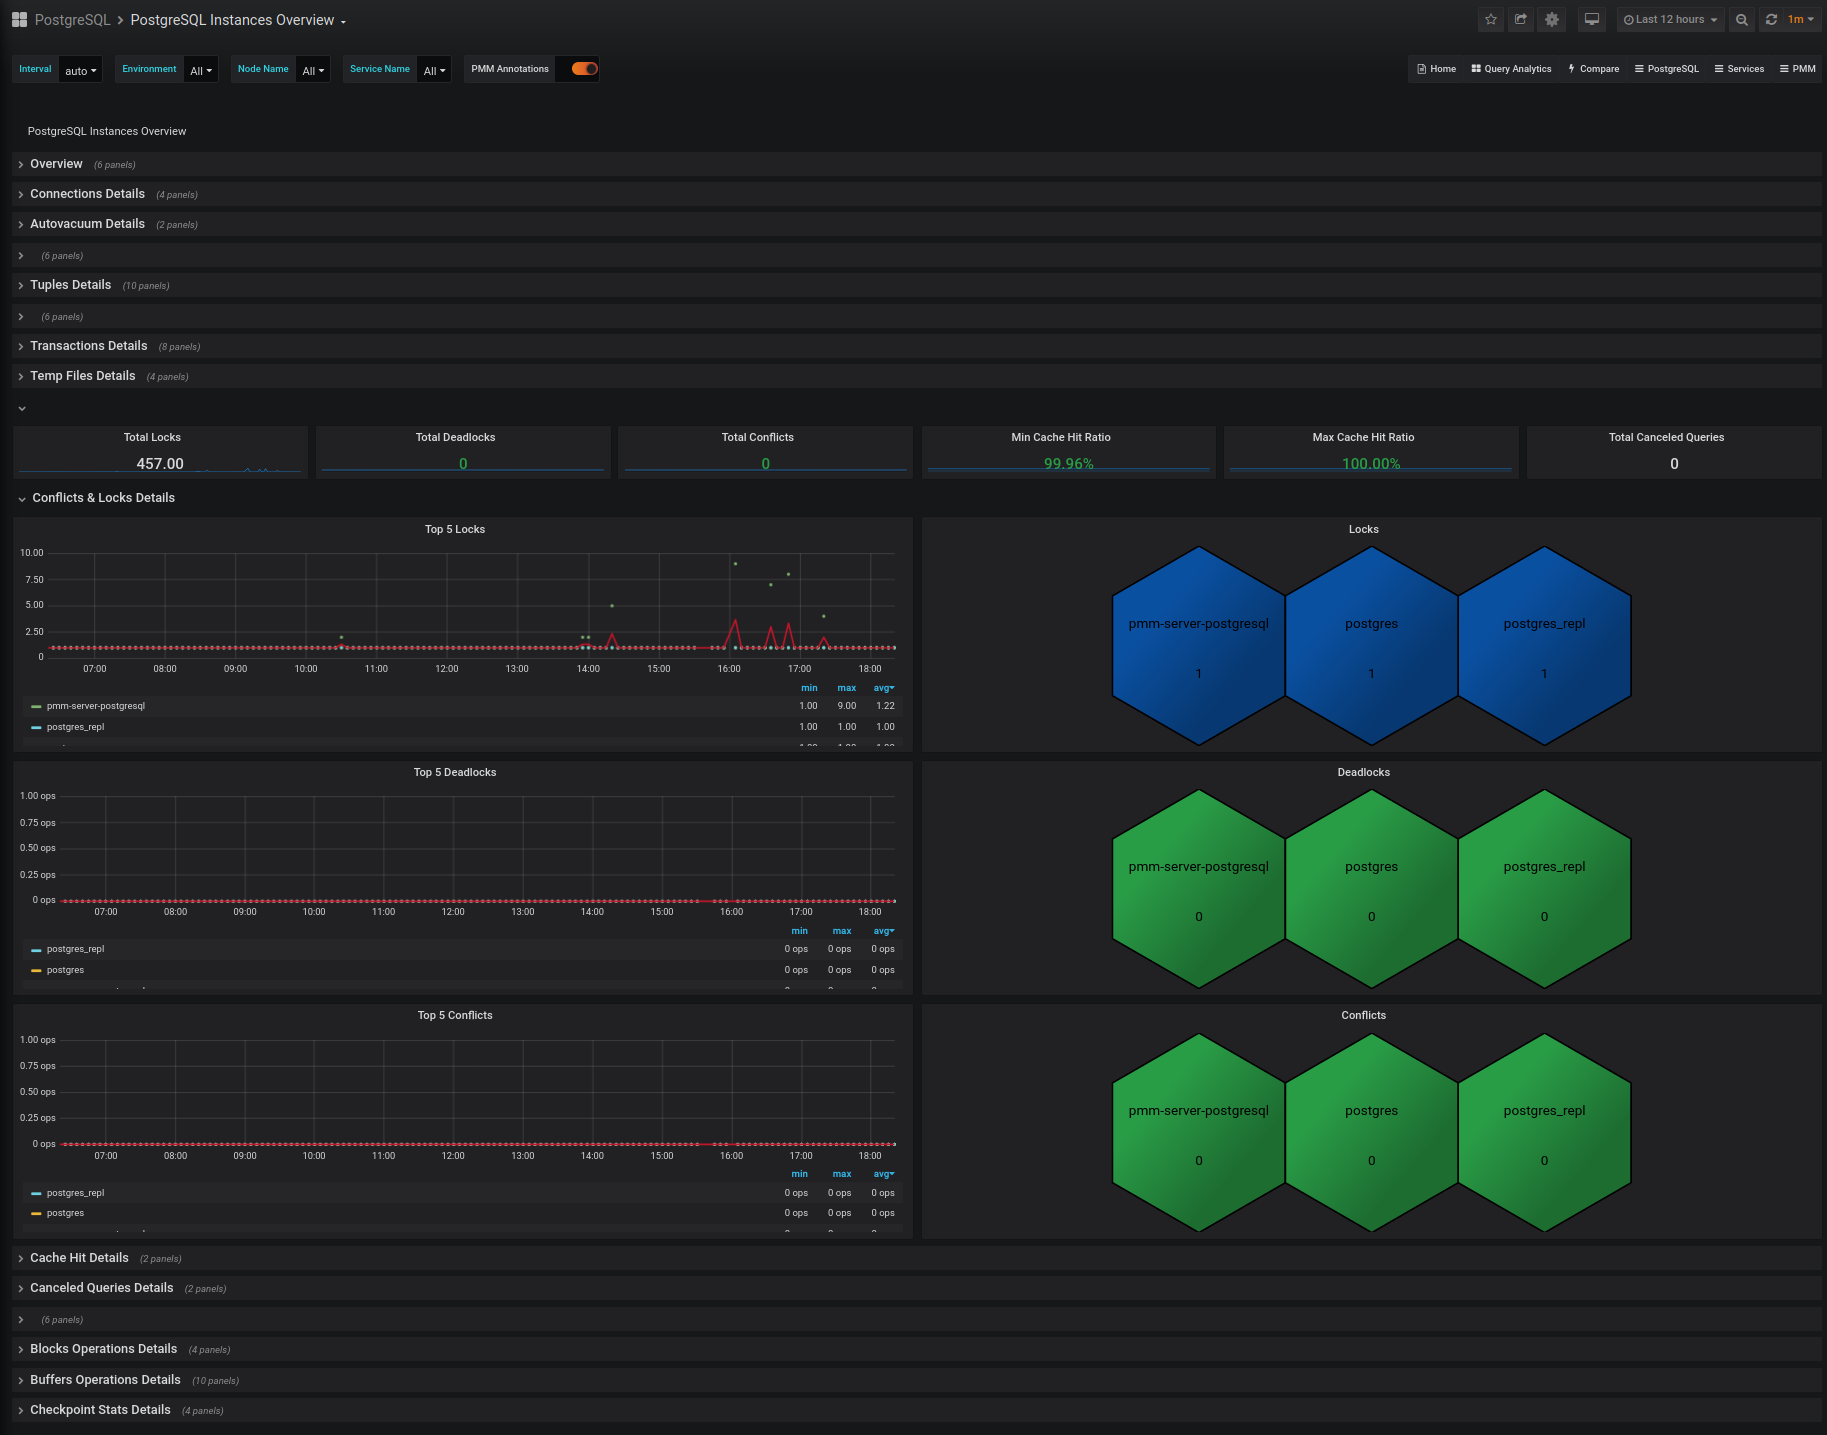 PostgreSQL > PostgreSQL Instances Overview
Last 12 hours
1m
Interval auto Environment All Node Name All Service Name All PMM Annotations
Home Query Analytics Compare PostgreSQL Services PMM
PostgreSQL Instances Overview
Overview (6 panels)
Connections Details (4 panels)
Autovacuum Details (2 panels)
(6 panels)
Tuples Details (10 panels)
(6 panels)
Transactions Details (8 panels)
Temp Files Details (4 panels)
Total Locks
457.00
Total Deadlocks
0
Total Conflicts
0
Min Cache Hit Ratio
99.96%
Max Cache Hit Ratio
100.00%
Total Canceled Queries
0
Conflicts & Locks Details
Top 5 Locks
10.00
7.50
5.00
2.50
0
07:00 08:00 09:00 10:00 11:00 12:00 13:00 14:00 15:00 16:00 17:00 18:00
min max avg
pmm-server-postgresql 1.00 9.00 1.22
postgres_repl 1.00 1.00 1.00
Locks
pmm-server-postgresql postgres postgres_repl
1 1 1
Top 5 Deadlocks
1.00 ops
0.75 ops
0.50 ops
0.25 ops
0 ops
07:00 08:00 09:00 10:00 11:00 12:00 13:00 14:00 15:00 16:00 17:00 18:00
min max avg
postgres_repl 0 ops 0 ops 0 ops
postgres 0 ops 0 ops 0 ops
Deadlocks
pmm-server-postgresql postgres postgres_repl
0 0 0
Top 5 Conflicts
1.00 ops
0.75 ops
0.50 ops
0.25 ops
0 ops
07:00 08:00 09:00 10:00 11:00 12:00 13:00 14:00 15:00 16:00 17:00 18:00
min max avg
postgres_repl 0 ops 0 ops 0 ops
postgres 0 ops 0 ops 0 ops
Conflicts
pmm-server-postgresql postgres postgres_repl
0 0 0
Cache Hit Details (2 panels)
Canceled Queries Details (2 panels)
(6 panels)
Blocks Operations Details (4 panels)
Buffers Operations Details (10 panels)
Checkpoint Stats Details (4 panels)